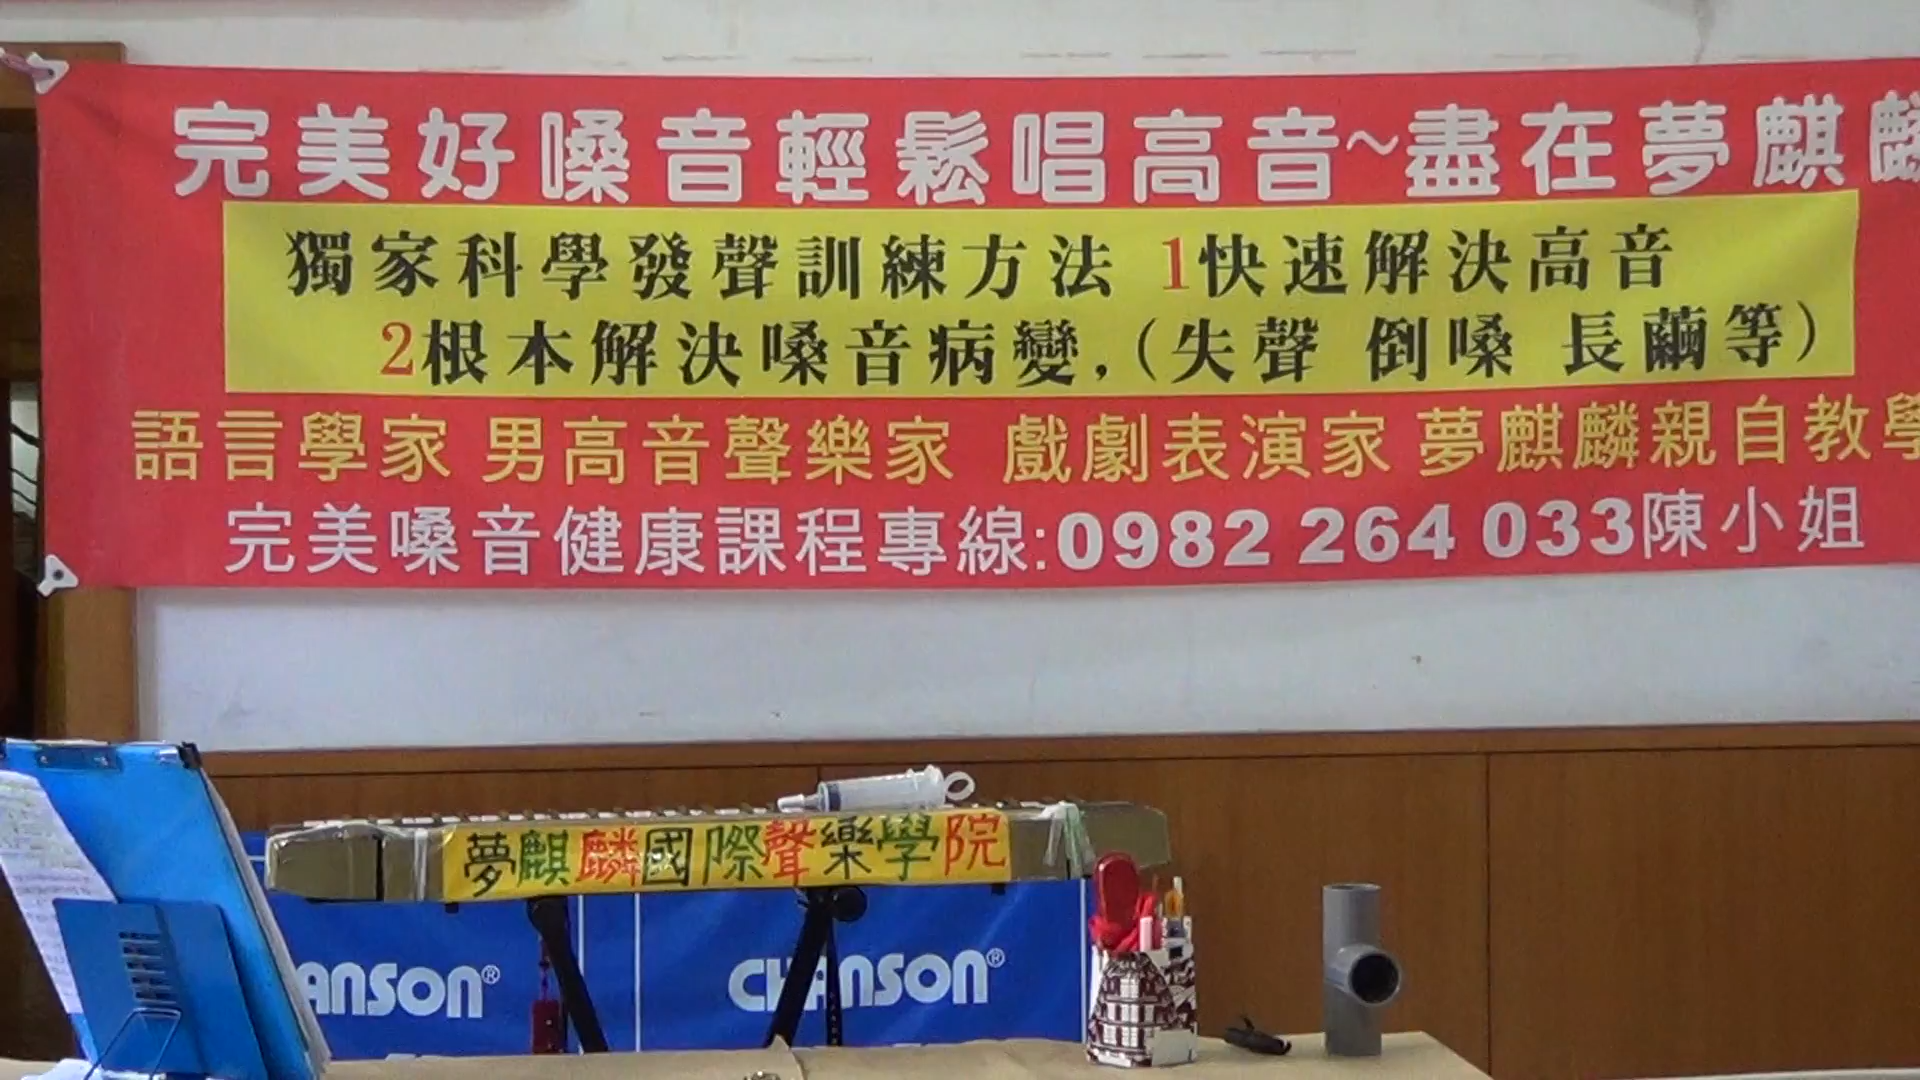 完美好嗓音輕鬆唱高音~盡在夢麒麟
獨家科學發聲訓練方法 1快速解決高音
2根本解決嗓音病變,(失聲 倒嗓 長繭等)
語言學家 男高音聲樂家 戲劇表演家 夢麒麟親自教學
完美嗓音健康課程專線:0982 264 033陳小姐
夢麒麟國際聲樂學院
HANSON®
CHANSON®